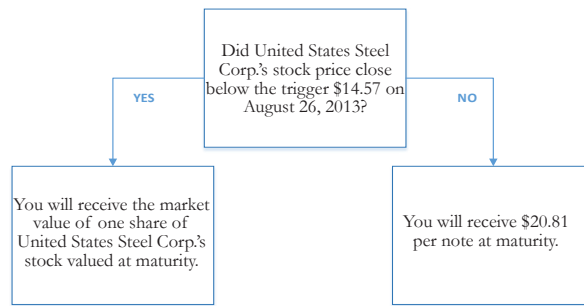 Did United States Steel
Corp.'s stock price close
below the trigger $14.57 on
August 26, 2013?
YES
NO
You will receive the market
value of one share of
United States Steel Corp.'s
stock valued at maturity.
You will receive $20.81
per note at maturity.